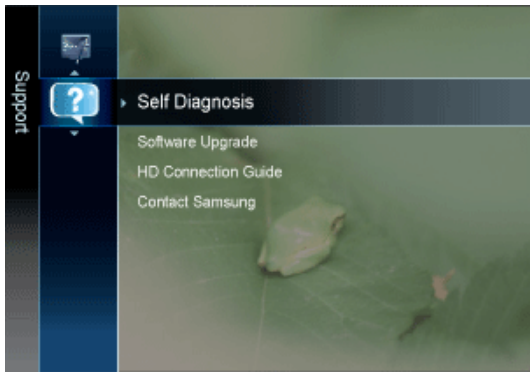 Support
Self Diagnosis
Software Upgrade
HD Connection Guide
Contact Samsung